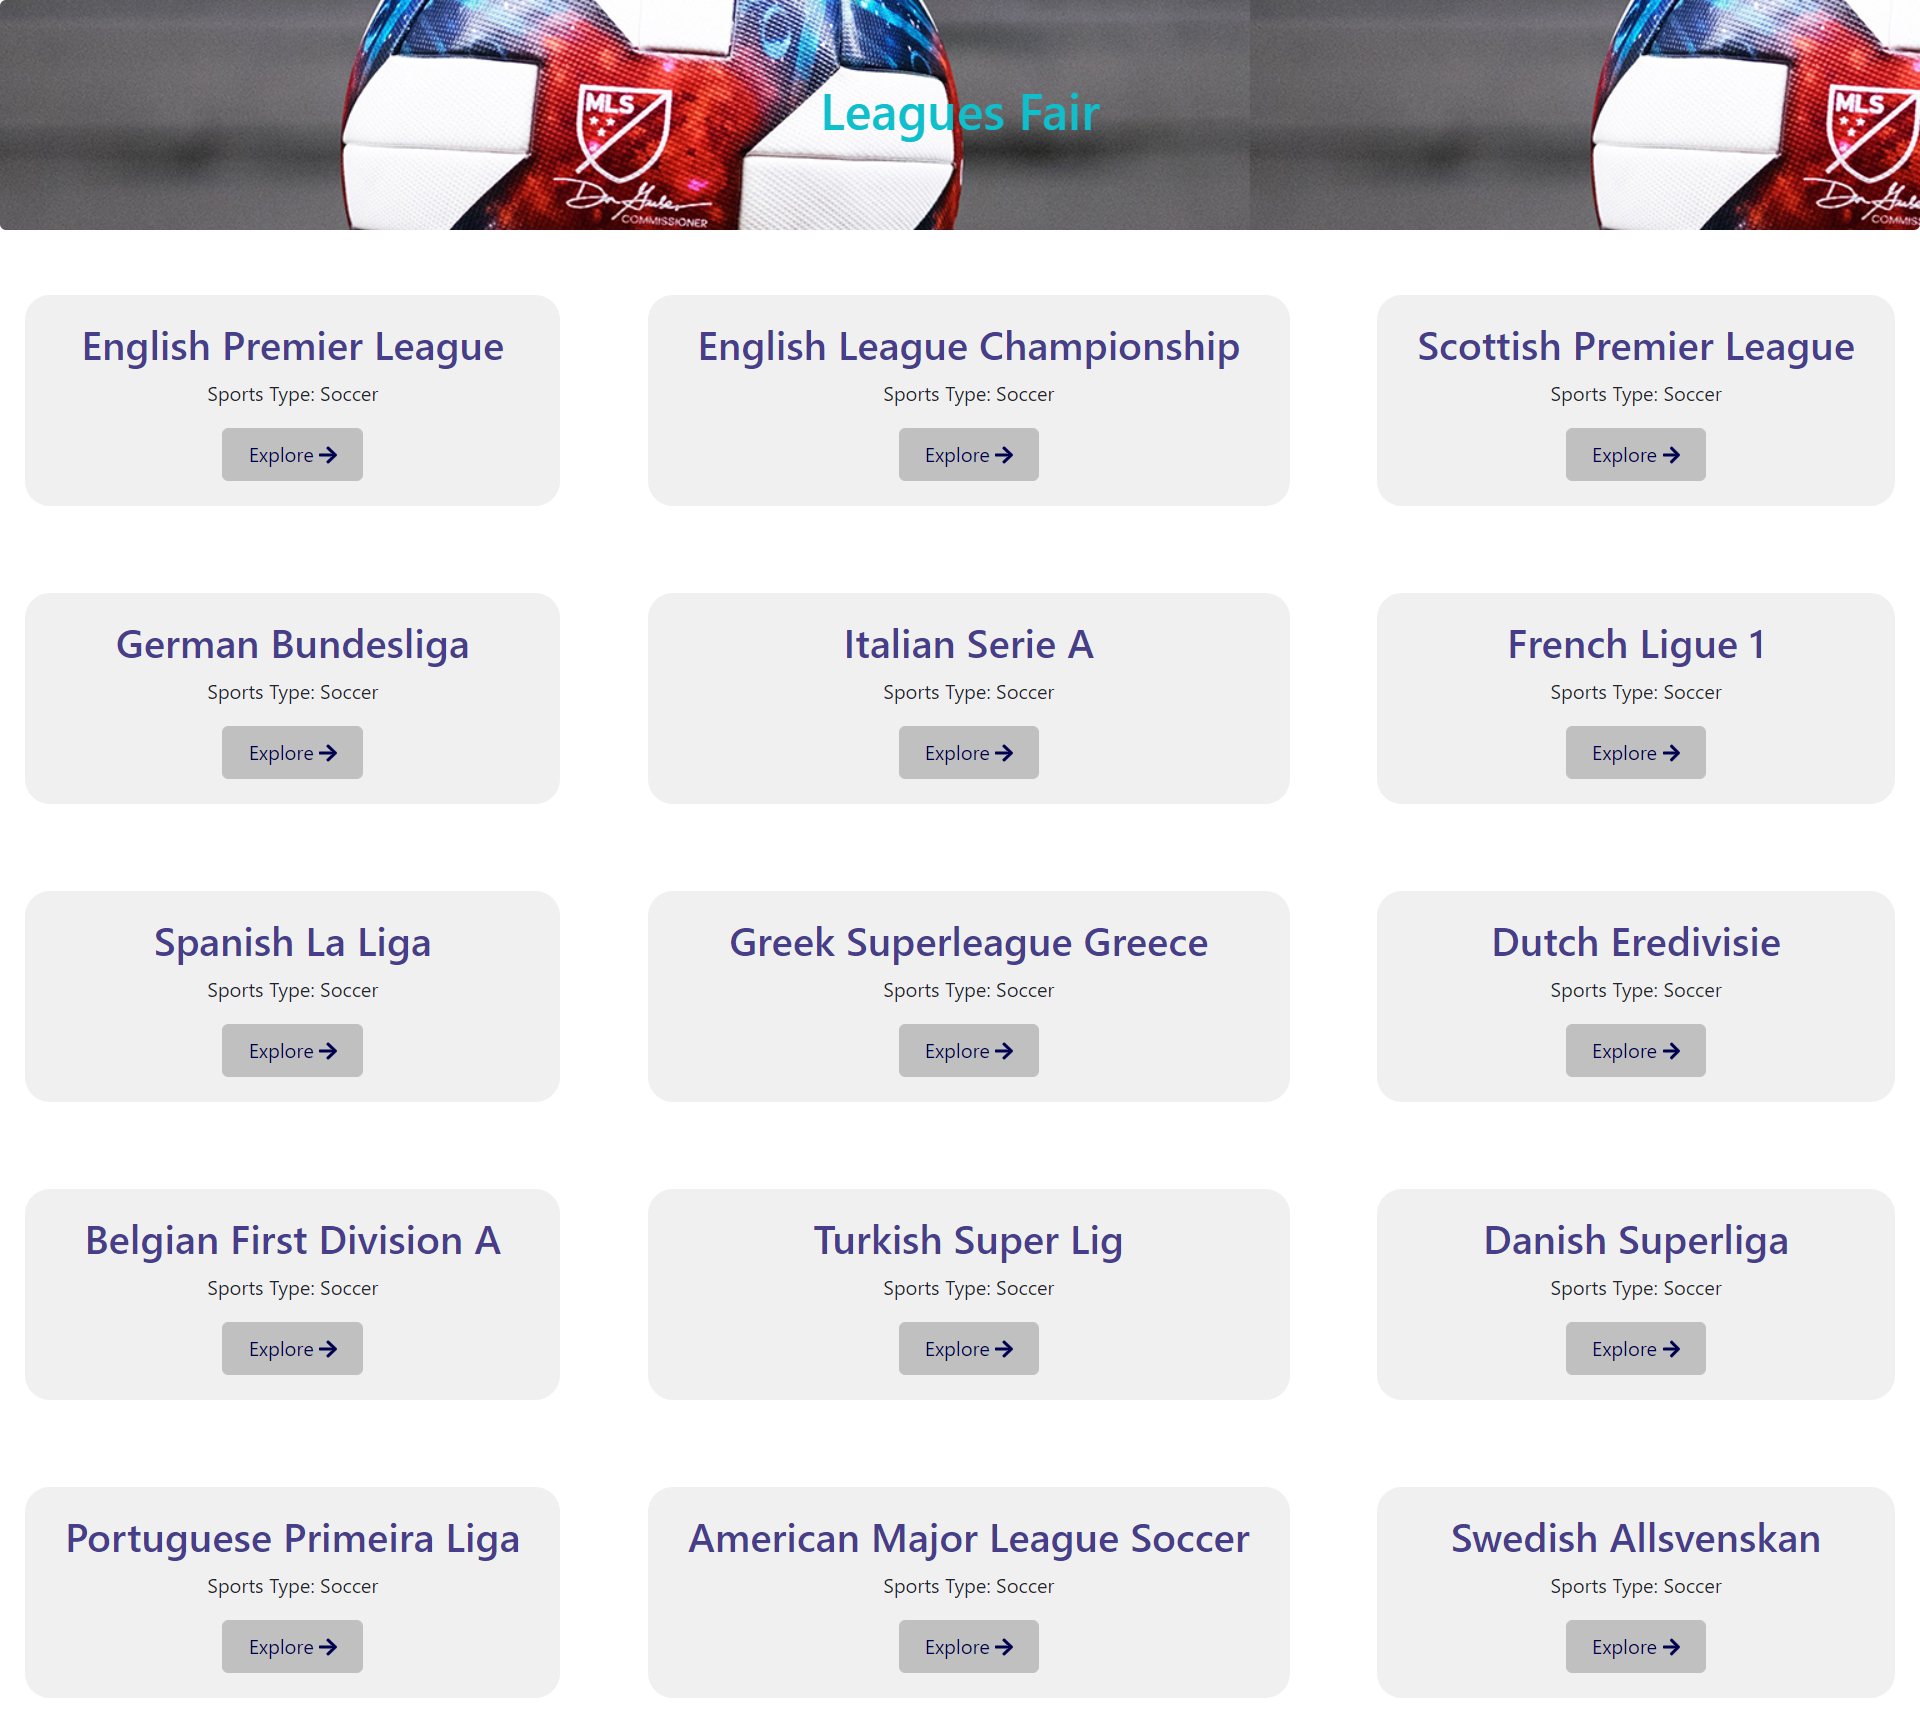 MLS
Leagues Fair
MLS
COMMISSIONER
English Premier League
Sports Type: Soccer
Explore
English League Championship
Sports Type: Soccer
Explore
Scottish Premier League
Sports Type: Soccer
Explore
German Bundesliga
Sports Type: Soccer
Explore
Italian Serie A
Sports Type: Soccer
Explore
French Ligue 1
Sports Type: Soccer
Explore
Spanish La Liga
Sports Type: Soccer
Explore
Greek Superleague Greece
Sports Type: Soccer
Explore
Dutch Eredivisie
Sports Type: Soccer
Explore
Belgian First Division A
Sports Type: Soccer
Explore
Turkish Super Lig
Sports Type: Soccer
Explore
Danish Superliga
Sports Type: Soccer
Explore
Portuguese Primeira Liga
Sports Type: Soccer
Explore
American Major League Soccer
Sports Type: Soccer
Explore
Swedish Allsvenskan
Sports Type: Soccer
Explore